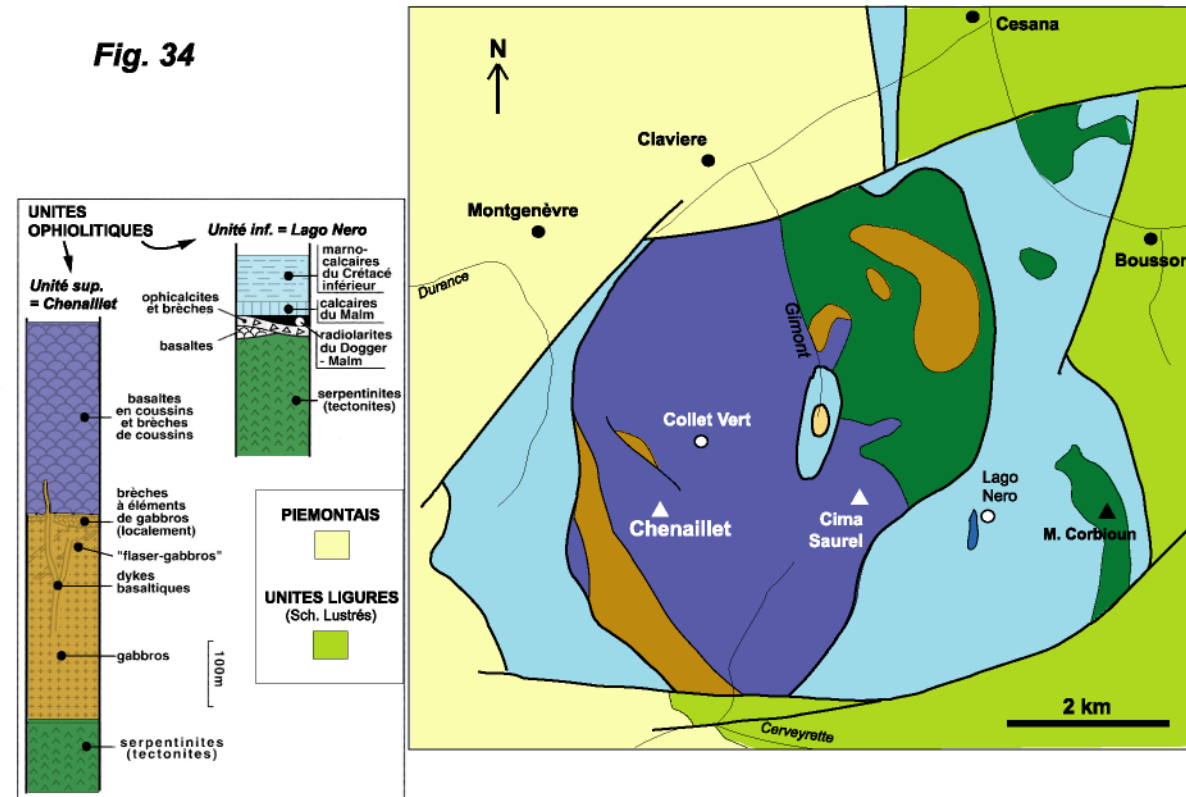 Fig. 34
UNITES
OPHIOLITIQUES
Unité sup.
= Chenaillet
Unité inf. = Lago Nero
marno-
calcaires
du Crétacé
inférieur
ophicalcites
et brèches
calcaires
du Malm
basaltes
radiolarites
du Dogger
- Malm
serpentinites
(tectonites)
basaltes
en coussins
et brèches
de coussins
brèches
à éléments
de gabbros
(localement)
"flaser-gabbros"
dykes
basaltiques
gabbros
100m
serpentinites
(tectonites)
PIEMONTAIS
UNITES LIGURES
(Sch. Lustrés)
N
Cesana
Claviere
Montgenèvre
Bousson
Durance
Gimont
Collet Vert
Chenaillet
Cima
Saurel
Lago
Nero
M. Corbioun
2 km
Cerveyrette